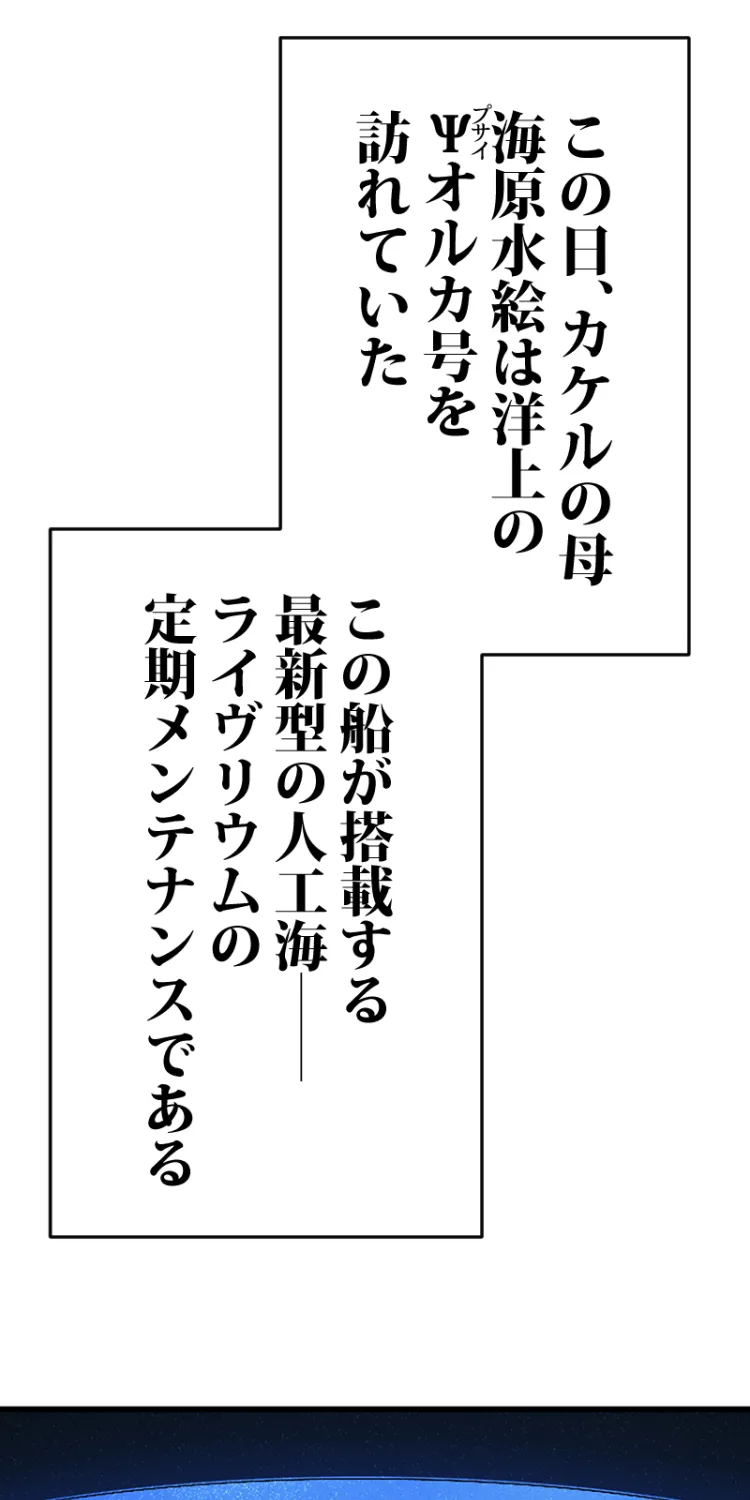 この日、カケルの母
海原水絵は洋上の
Ψオルカ号を
プサイ
訪れていた
この船が搭載する
最新型の人工海——
ライヴリウムの
定期メンテナンスである